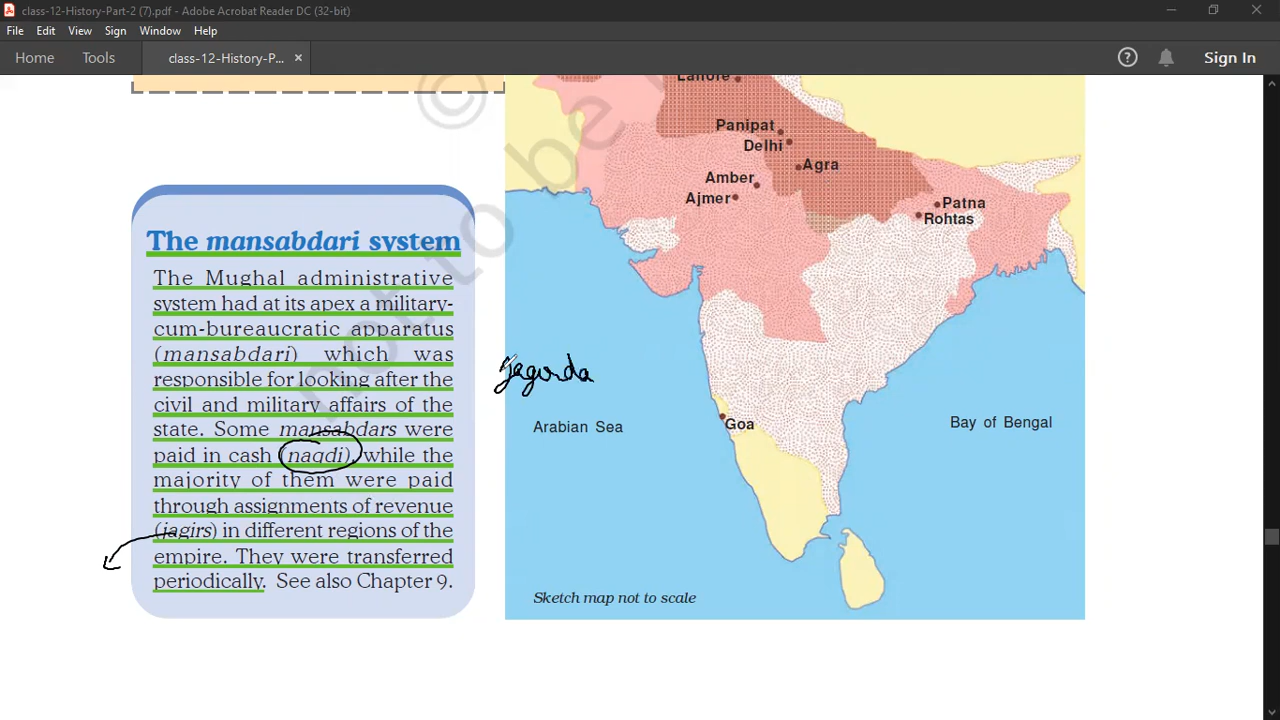 class-12-History-Part-2 (7).pdf - Adobe Acrobat Reader DC (32-bit)
File Edit View Sign Window Help
Home Tools class-12-History-P... × Sign In
© not to be
Lahore
Panipat
Delhi
Agra
Amber
Ajmer
Patna
Rohtas
The mansabdari system
The Mughal administrative
system had at its apex a military-
cum-bureaucratic apparatus
(mansabdari) which was
responsible for looking after the
civil and military affairs of the
state. Some mansabdars were
paid in cash (naqdi), while the
majority of them were paid
through assignments of revenue
(jagirs) in different regions of the
empire. They were transferred
periodically. See also Chapter 9.
Arabian Sea
Goa
Bay of Bengal
Sketch map not to scale